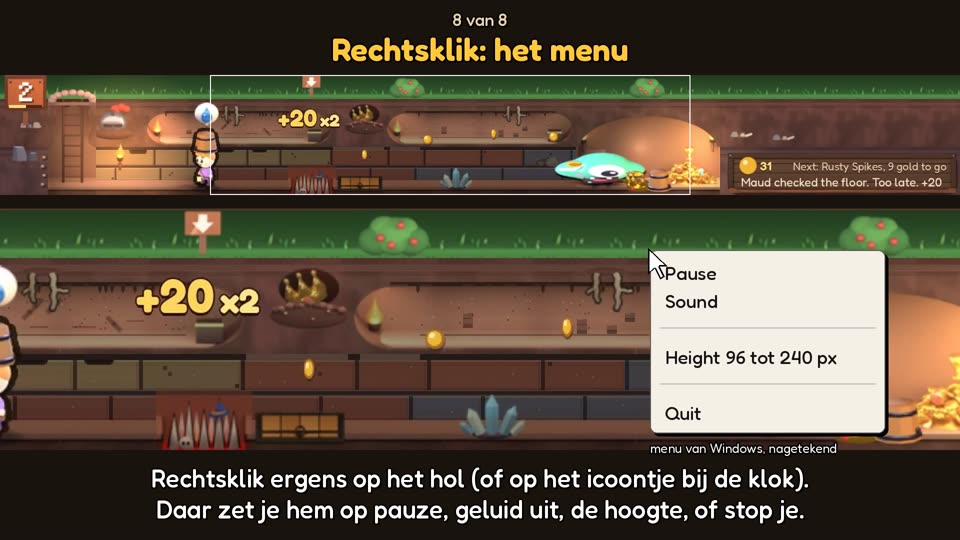 8 van 8
Rechtsklik: het menu
2
+20 x2
31 Next: Rusty Spikes, 9 gold to go
Maud checked the floor. Too late. +20
+20 x2
Pause
Sound
Height 96 tot 240 px
Quit
menu van Windows, nagetekend
Rechtsklik ergens op het hol (of op het icoontje bij de klok).
Daar zet je hem op pauze, geluid uit, de hoogte, of stop je.